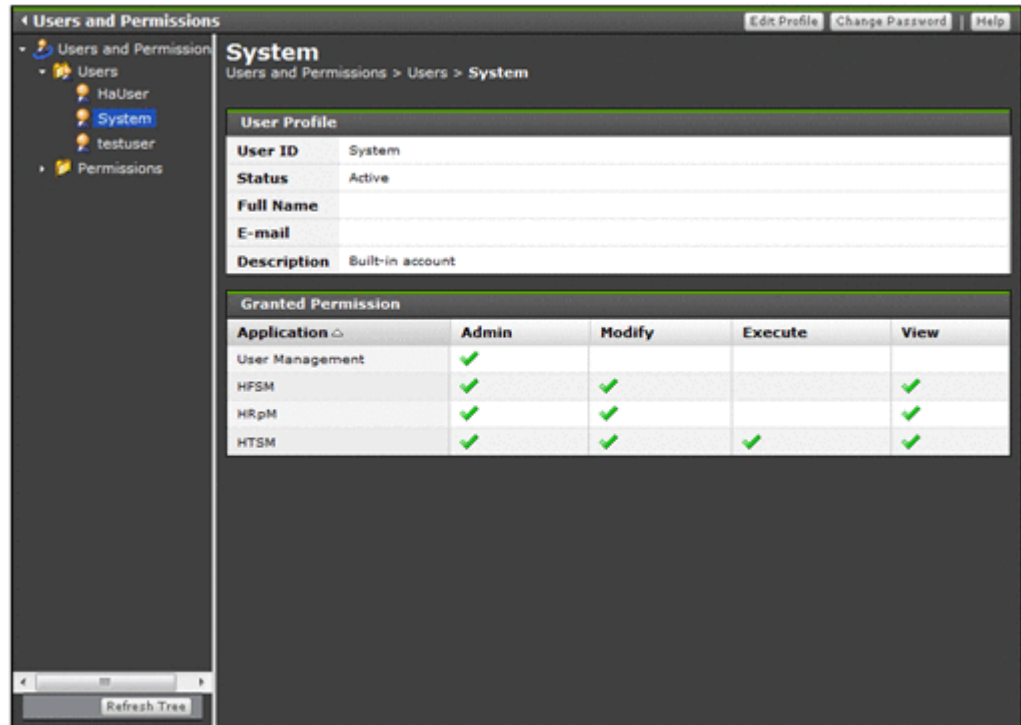 Users and Permissions
Edit Profile Change Password | Help
Users and Permission
Users
HaUser
System
testuser
Permissions
System
Users and Permissions > Users > System
User Profile
User ID System
Status Active
Full Name
E-mail
Description Built-in account
Granted Permission
Application Admin Modify Execute View
User Management
HFSM
HRpM
HTSM
Refresh Tree